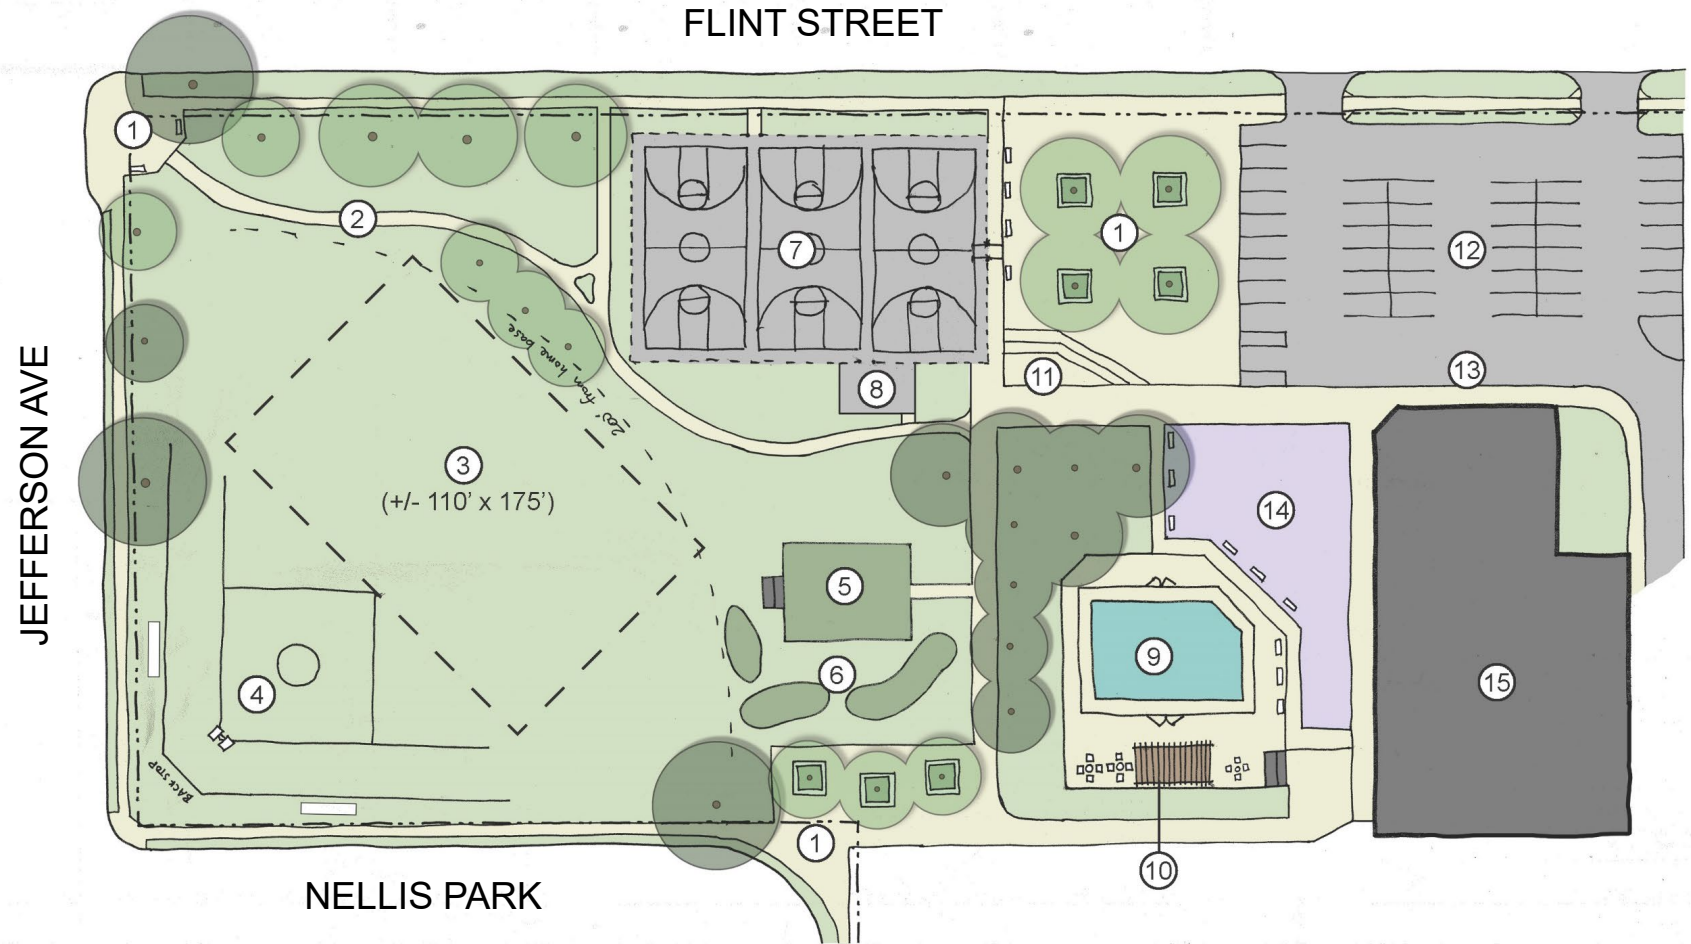 FLINT STREET
1
2
7
1
12
8
11
13
200' from home base
3
(+/- 110' x 175')
JEFFERSON AVE
14
5
9
6
4
15
BACK STOP
1
10
NELLIS PARK